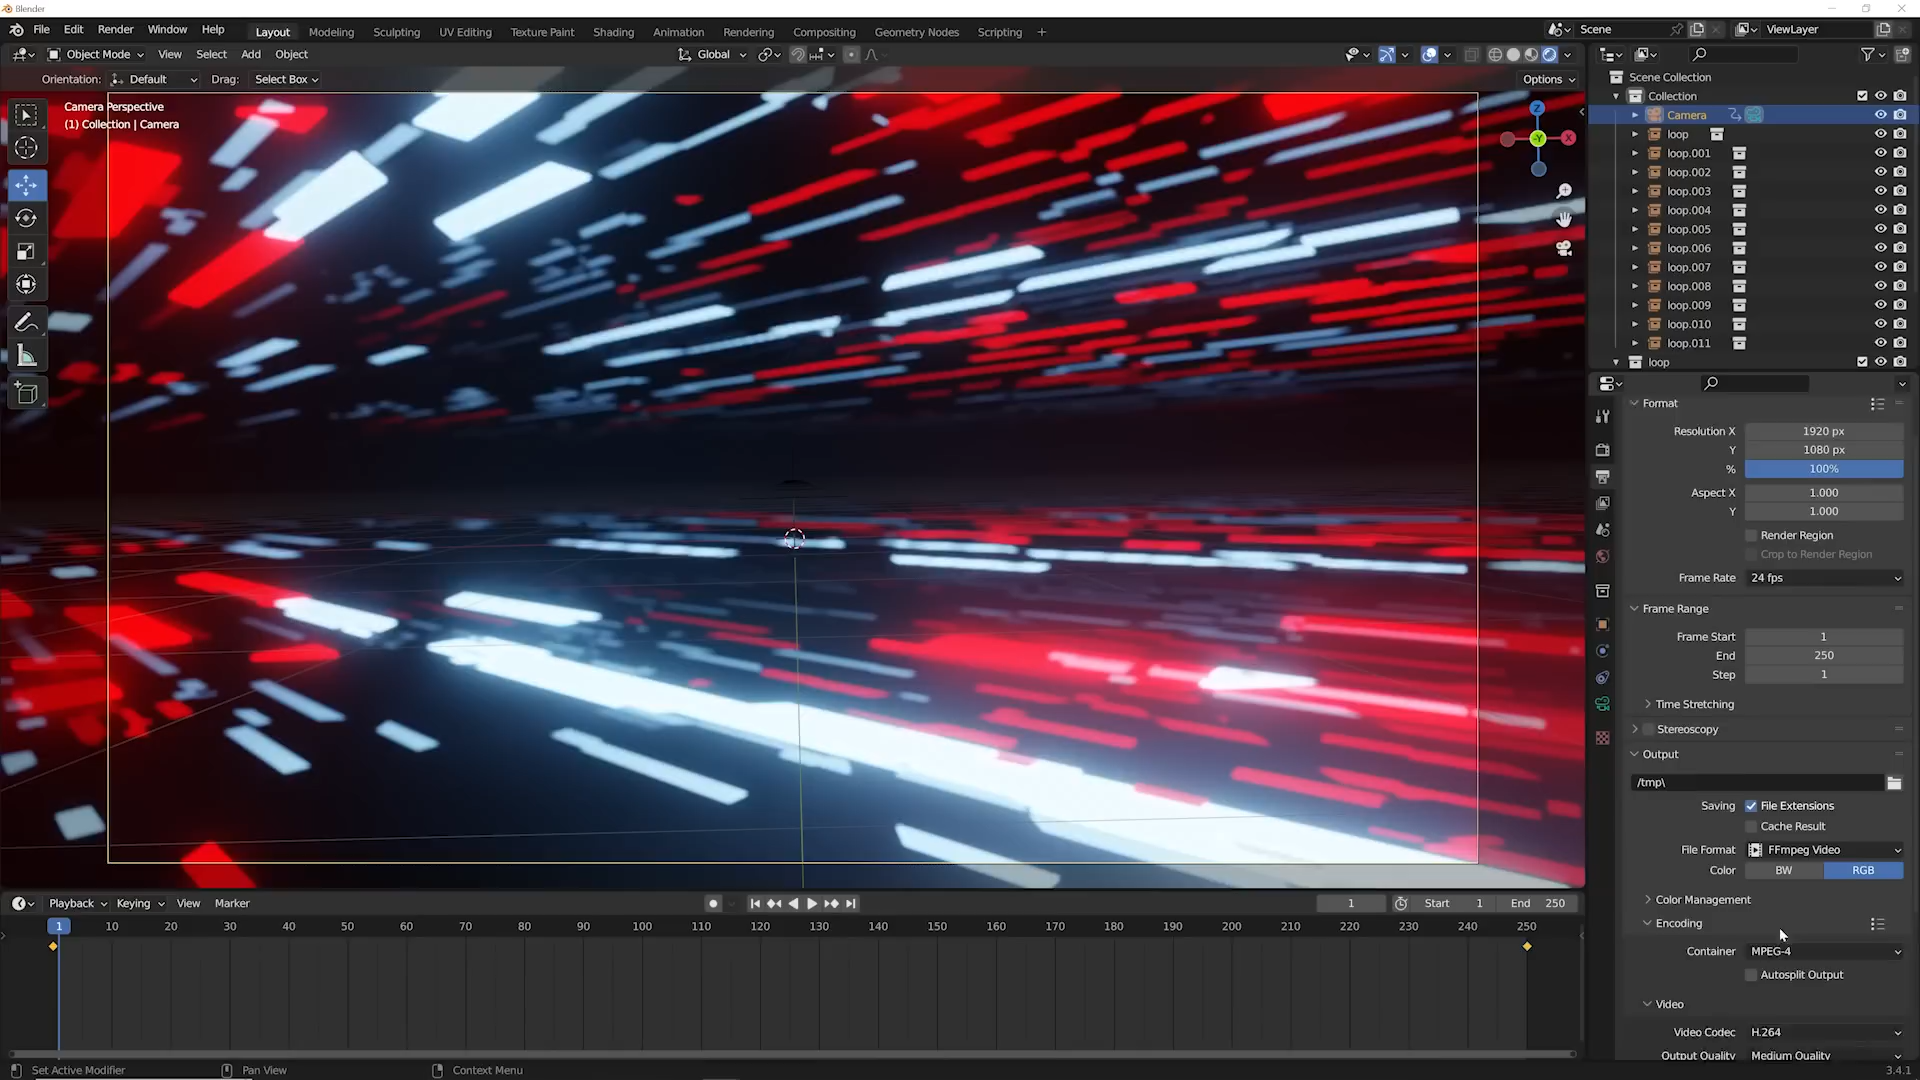 Blender
File Edit Render Window Help Layout Modeling Sculpting UV Editing Texture Paint Shading Animation Rendering Compositing Geometry Nodes Scripting + Scene ViewLayer
Object Mode View Select Add Object Global
Orientation: Default Drag: Select Box Options
Camera Perspective
(1) Collection | Camera
Z
Y
X
Scene Collection
Collection
Camera
loop
loop.001
loop.002
loop.003
loop.004
loop.005
loop.006
loop.007
loop.008
loop.009
loop.010
loop.011
loop
Format
Resolution X 1920 px
Y 1080 px
% 100%
Aspect X 1.000
Y 1.000
Render Region
Crop to Render Region
Frame Rate 24 fps
Frame Range
Frame Start 1
End 250
Step 1
Time Stretching
Stereoscopy
Output
/tmp\
Saving File Extensions
Cache Result
File Format FFmpeg Video
Color BW RGB
Color Management
Encoding
Container MPEG-4
Autosplit Output
Video
Video Codec H.264
Output Quality Medium Quality
Playback Keying View Marker 1 Start 1 End 250
1 10 20 30 40 50 60 70 80 90 100 110 120 130 140 150 160 170 180 190 200 210 220 230 240 250
Set Active Modifier Pan View Context Menu 3.4.1